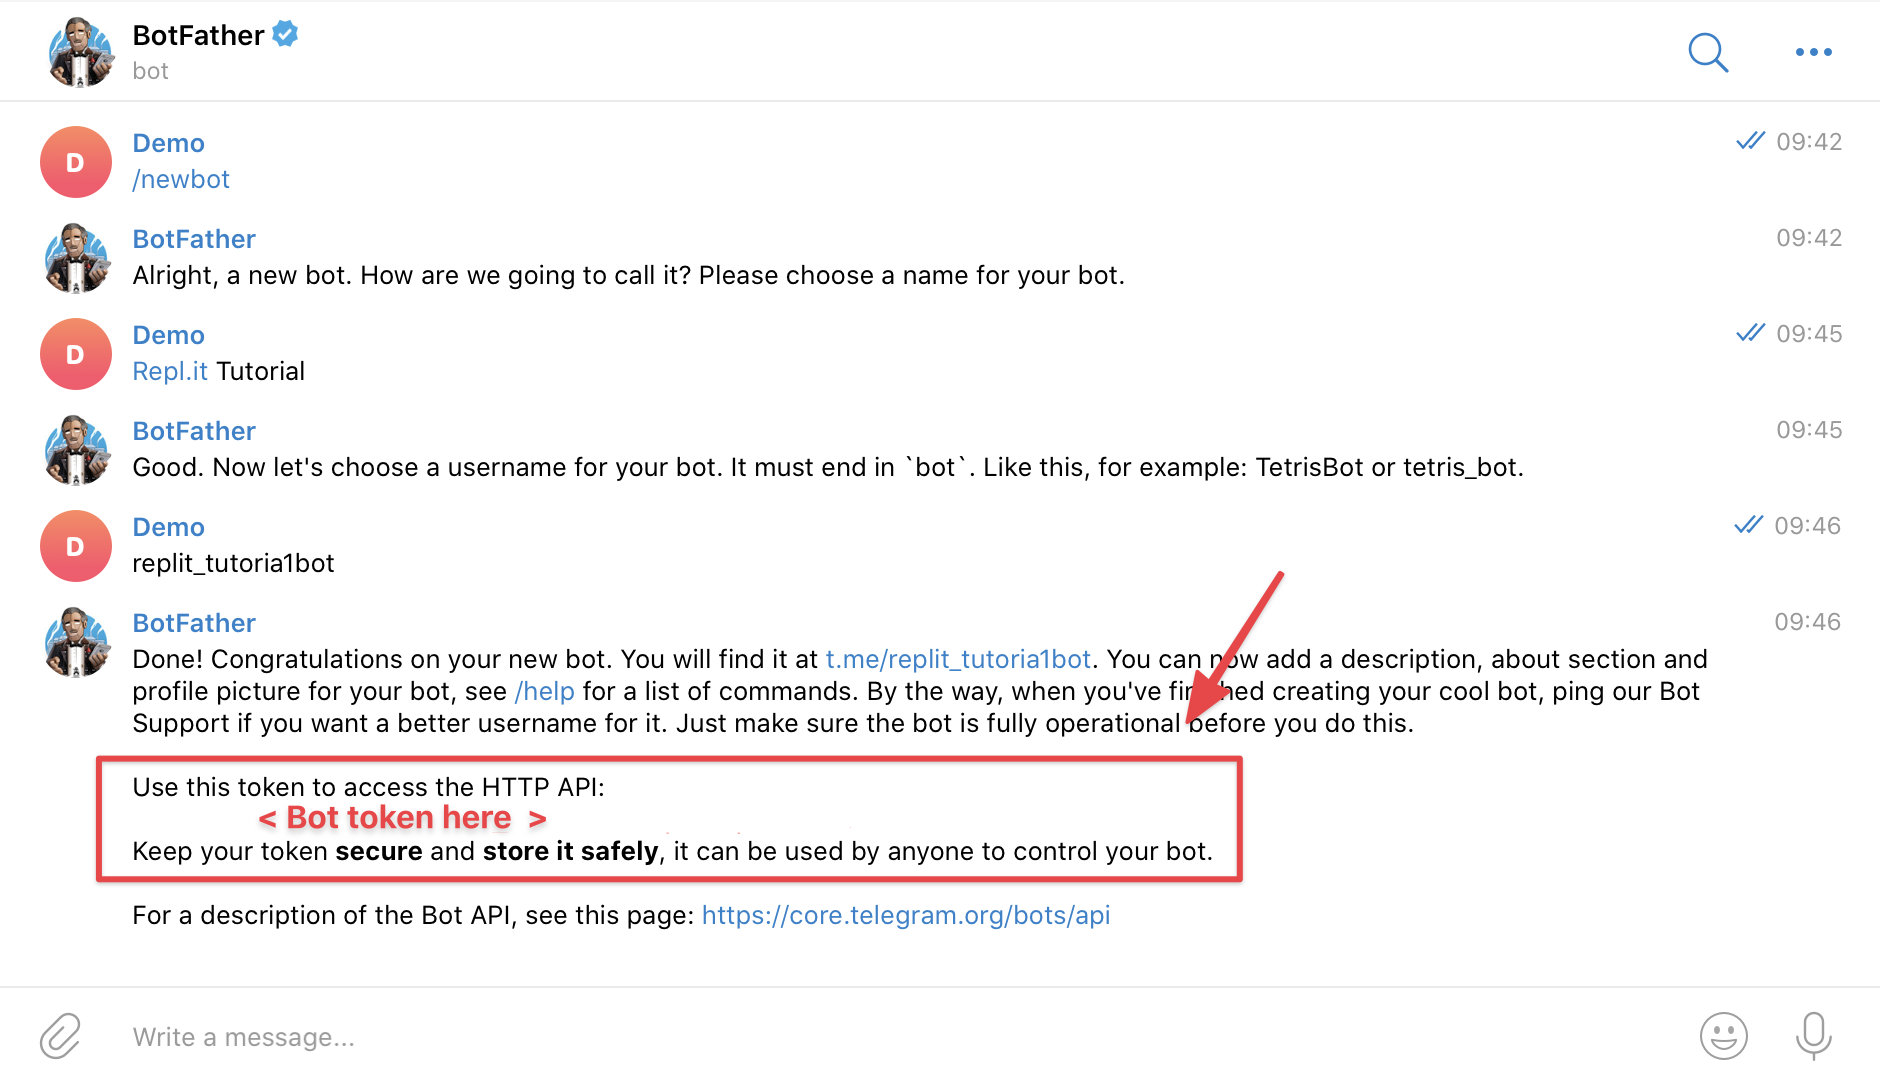 BotFather
bot
Demo
09:42
/newbot
BotFather
09:42
Alright, a new bot. How are we going to call it? Please choose a name for your bot.
Demo
09:45
Repl.it Tutorial
BotFather
09:45
Good. Now let's choose a username for your bot. It must end in `bot`. Like this, for example: TetrisBot or tetris_bot.
Demo
09:46
replit_tutoria1bot
BotFather
09:46
Done! Congratulations on your new bot. You will find it at t.me/replit_tutoria1bot. You can now add a description, about section and
profile picture for your bot, see /help for a list of commands. By the way, when you've finished creating your cool bot, ping our Bot
Support if you want a better username for it. Just make sure the bot is fully operational before you do this.
Use this token to access the HTTP API:
< Bot token here >
Keep your token secure and store it safely, it can be used by anyone to control your bot.
For a description of the Bot API, see this page: https://core.telegram.org/bots/api
Write a message...
D
D
D